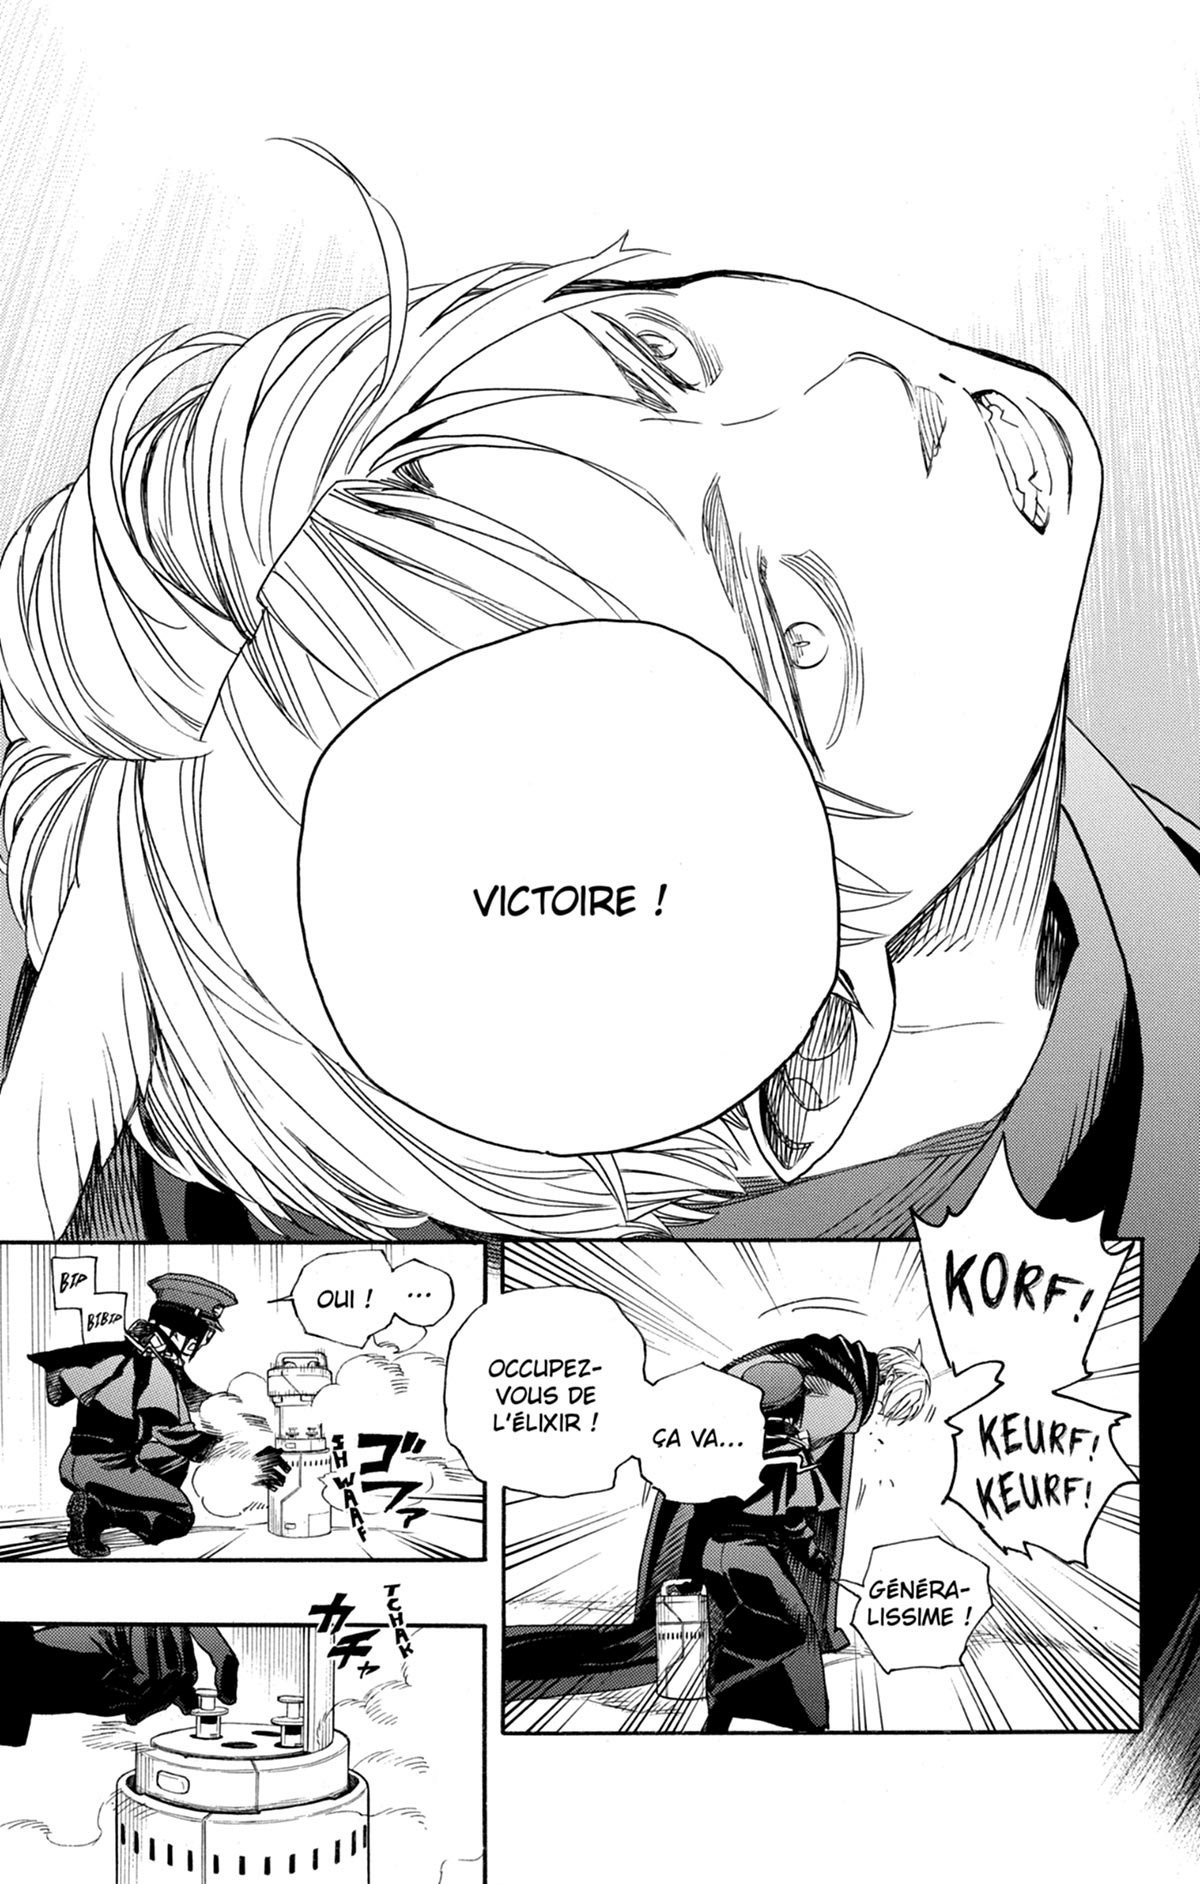 VICTOIRE !
KORF !
KEURF !
KEURF !
GÉNÉRA-
LISSIME !
ÇA VA...
OCCUPEZ-
VOUS DE
L'ÉLIXIR !
...
OUI !
BIP
BIBIP
ゴファァ
SHWAAF
カチャ
TCHAK